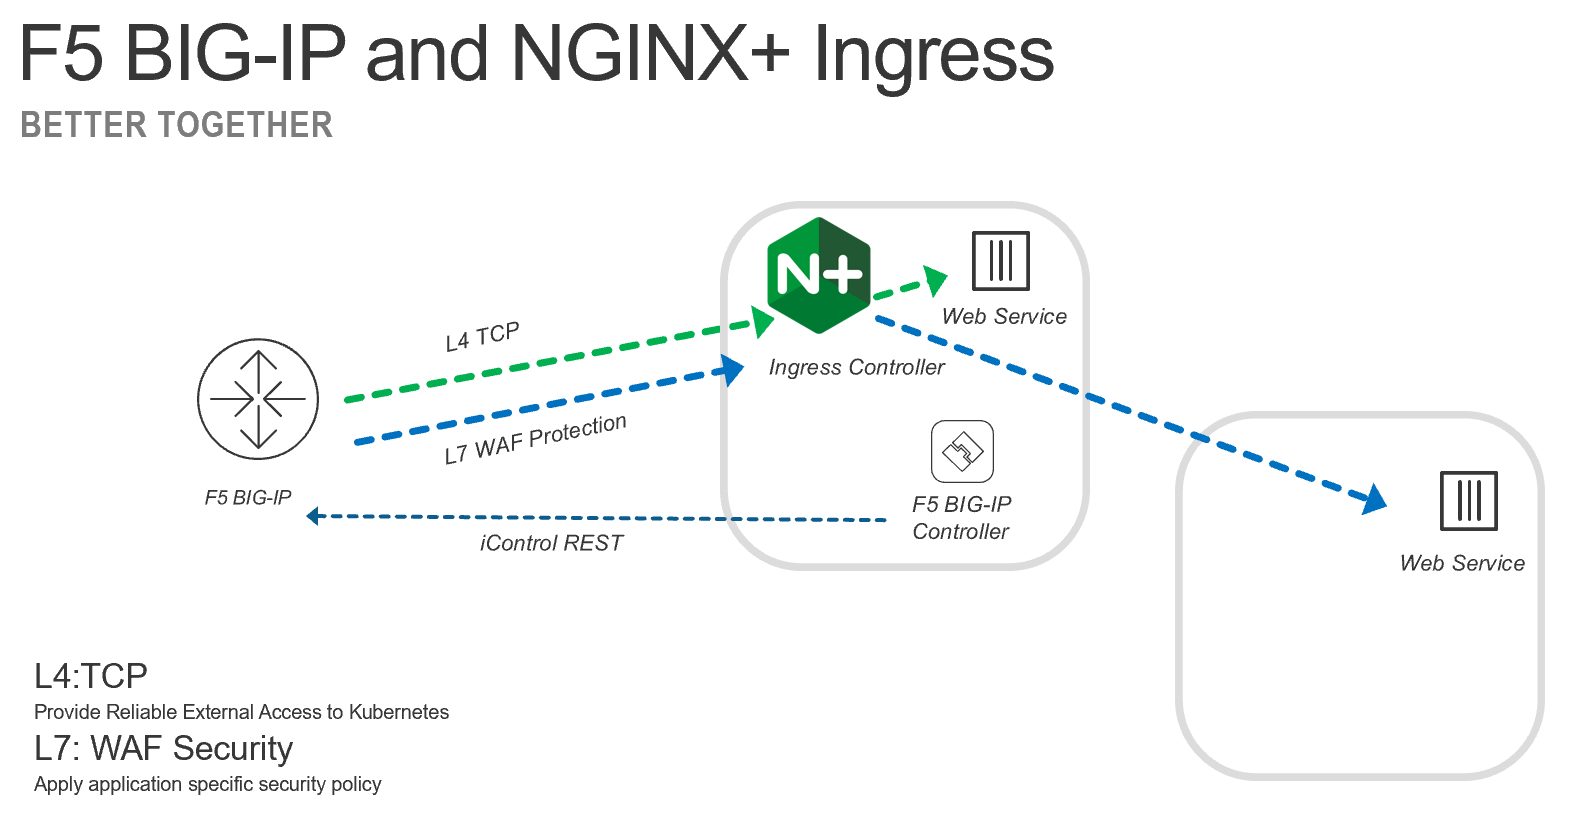 F5 BIG-IP and NGINX+ Ingress
BETTER TOGETHER
N+
Web Service
L4 TCP
Ingress Controller
L7 WAF Protection
F5 BIG-IP
F5 BIG-IP
Controller
iControl REST
Web Service
L4:TCP
Provide Reliable External Access to Kubernetes
L7: WAF Security
Apply application specific security policy